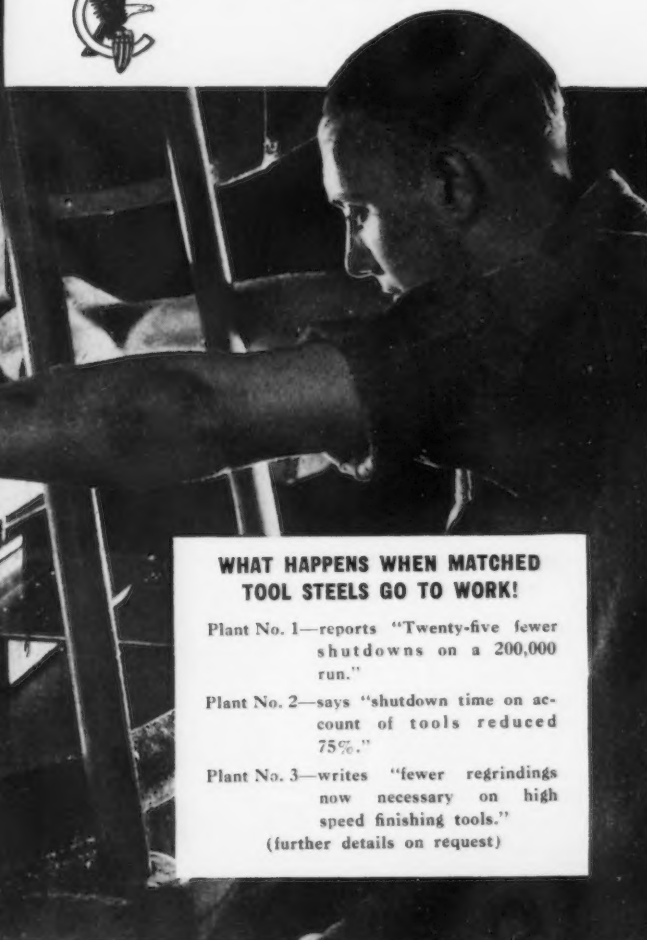 WHAT HAPPENS WHEN MATCHED
TOOL STEELS GO TO WORK!
Plant No. 1—reports “Twenty-five fewer
shutdowns on a 200,000
run.”
Plant No. 2—says “shutdown time on ac-
count of tools reduced
75%.”
Plant No. 3—writes “fewer regrindings
now necessary on high
speed finishing tools.”
(further details on request)